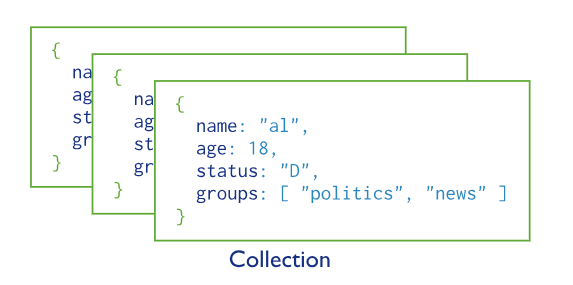 {
na
ag
st
gr
}
{
na
ag
st
gr
}
{
name: "al",
age: 18,
status: "D",
groups: [ "politics", "news" ]
}
Collection